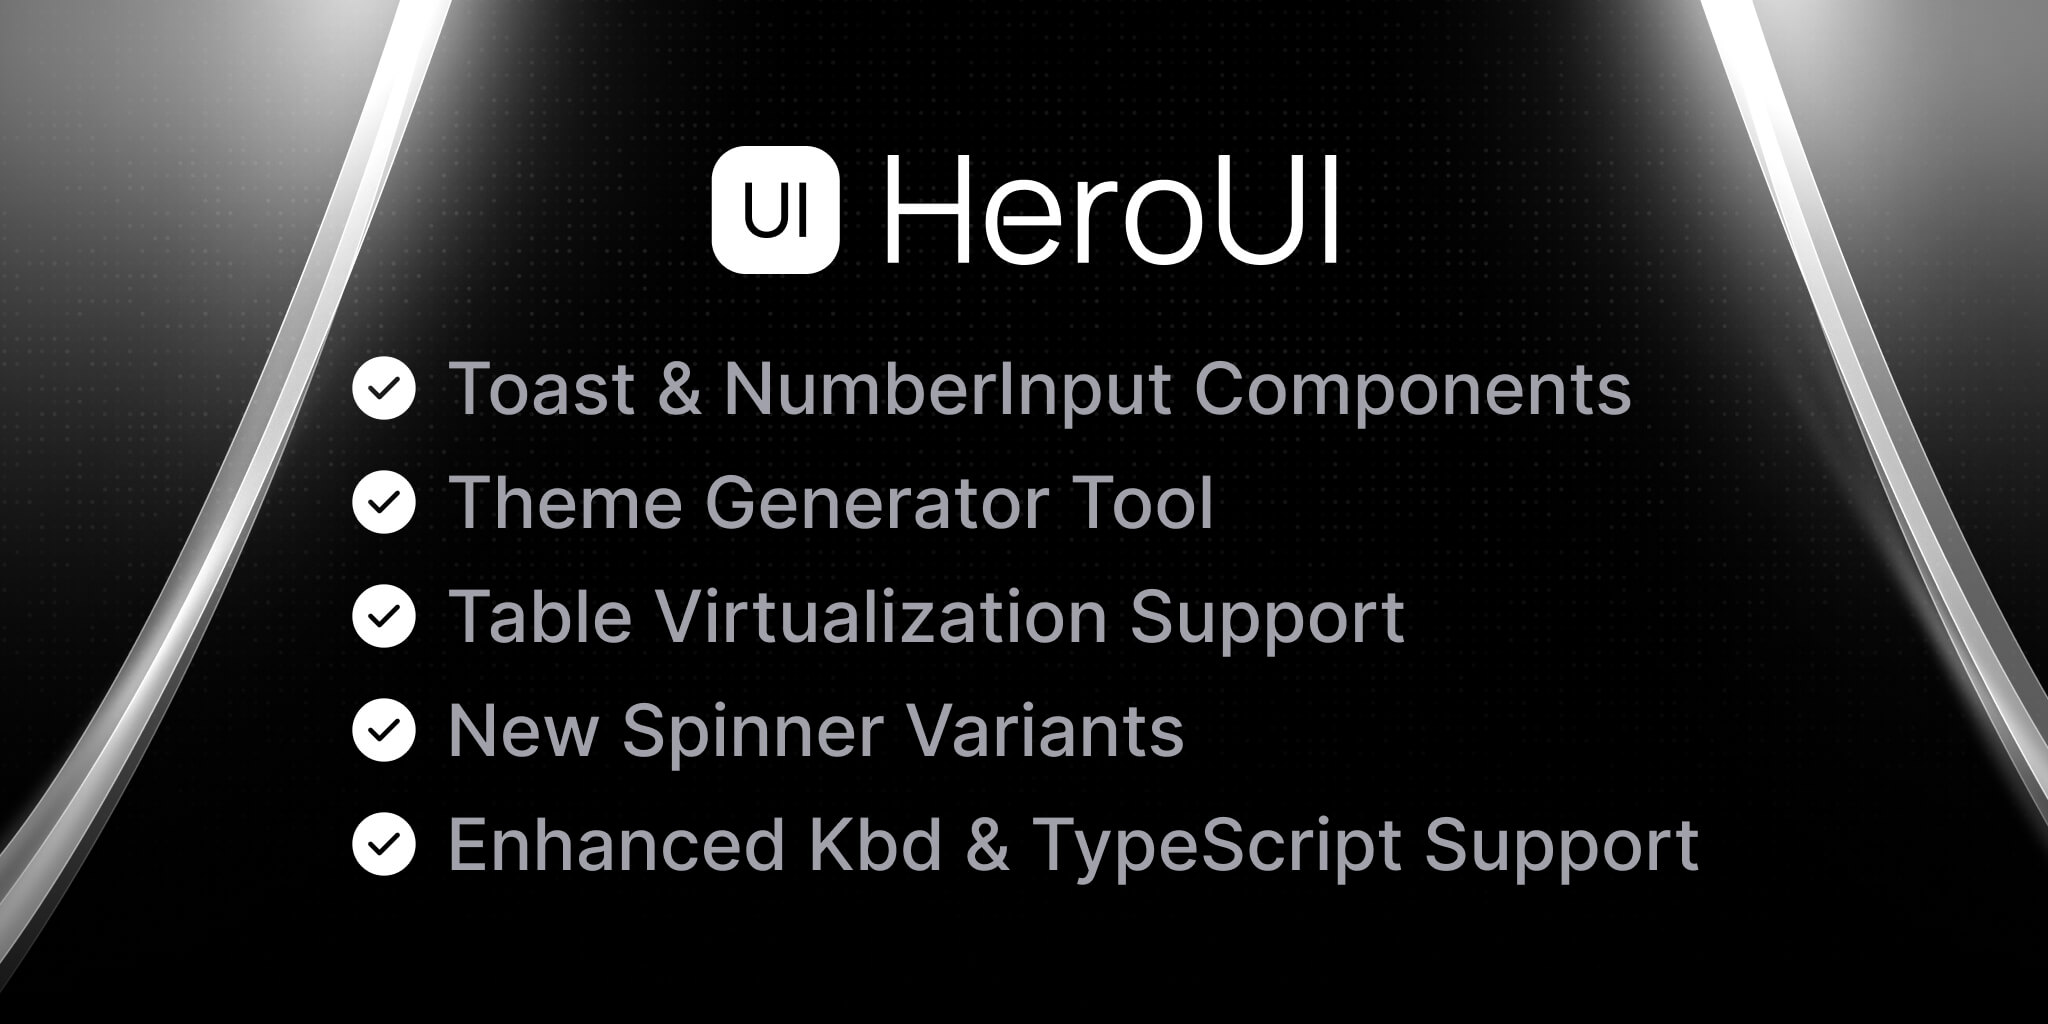 UI HeroUI
Toast & NumberInput Components
Theme Generator Tool
Table Virtualization Support
New Spinner Variants
Enhanced Kbd & TypeScript Support